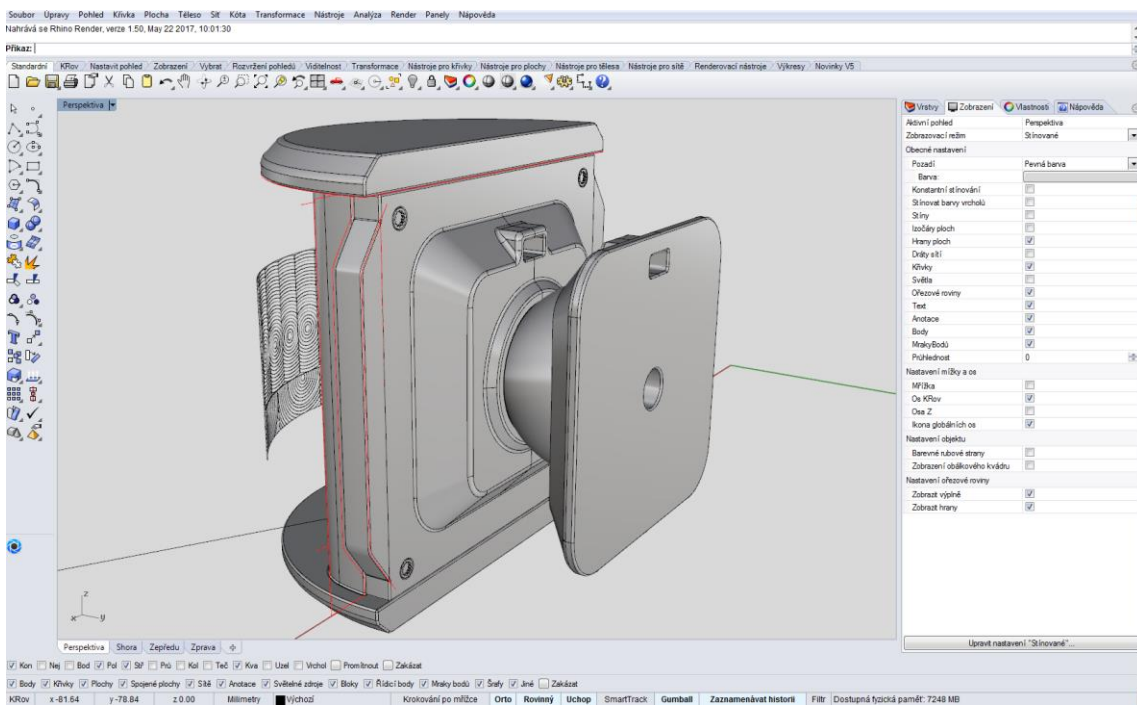 Soubor Úpravy Pohled Křivka Plocha Těleso Síť Kóta Transformace Nástroje Analýza Render Panely Nápověda
Nahrává se Rhino Render, verze 1.50, May 22 2017, 10:01:30
Příkaz:
Standardní KRov Nastavit pohled Zobrazení Vybrat Rozvržení pohledů Viditelnost Transformace Nástroje pro křivky Nástroje pro plochy Nástroje pro tělesa Nástroje pro sítě Renderovací nástroje Výkresy Novinky V5
Perspektiva
Vrstvy Zobrazení Vlastnosti Nápověda
Aktivní pohled Perspektiva
Zobrazovací režim Stínované
Obecné nastavení
Pozadí Pevná barva
Barva:
Konstantní stínování
Stínovat barvy vrcholů
Stíny
Izočáry ploch
Hrany ploch
Dráty sítí
Křivky
Světla
Ořezové roviny
Text
Anotace
Body
MrakyBodů
Průhlednost 0
Nastavení mřížky a os
Mřížka
Os KRov
Osa Z
Ikona globálních os
Nastavení objektu
Barevné rubové strany
Zobrazení obálkového kvádru
Nastavení ořezové roviny
Zobrazit výplně
Zobrazit hrany
z
x y
Upravit nastavení "Stínované"...
Perspektiva Shora Zepředu Zprava
Kon Nej Bod Pol Stř Prů Kol Teč Kva Uzel Vrchol Promítnout Zakázat
Body Křivky Plochy Spojené plochy Sítě Anotace Světelné zdroje Bloky Řídící body Mraky bodů Šrafy Jiné Zakázat
KRov x -81.64 y -78.84 z 0.00 Milimetry Výchozí Krokování po mřížce Orto Rovinný Uchop SmartTrack Gumball Zaznamenávat historii Filtr Dostupná fyzická paměť: 7248 MB